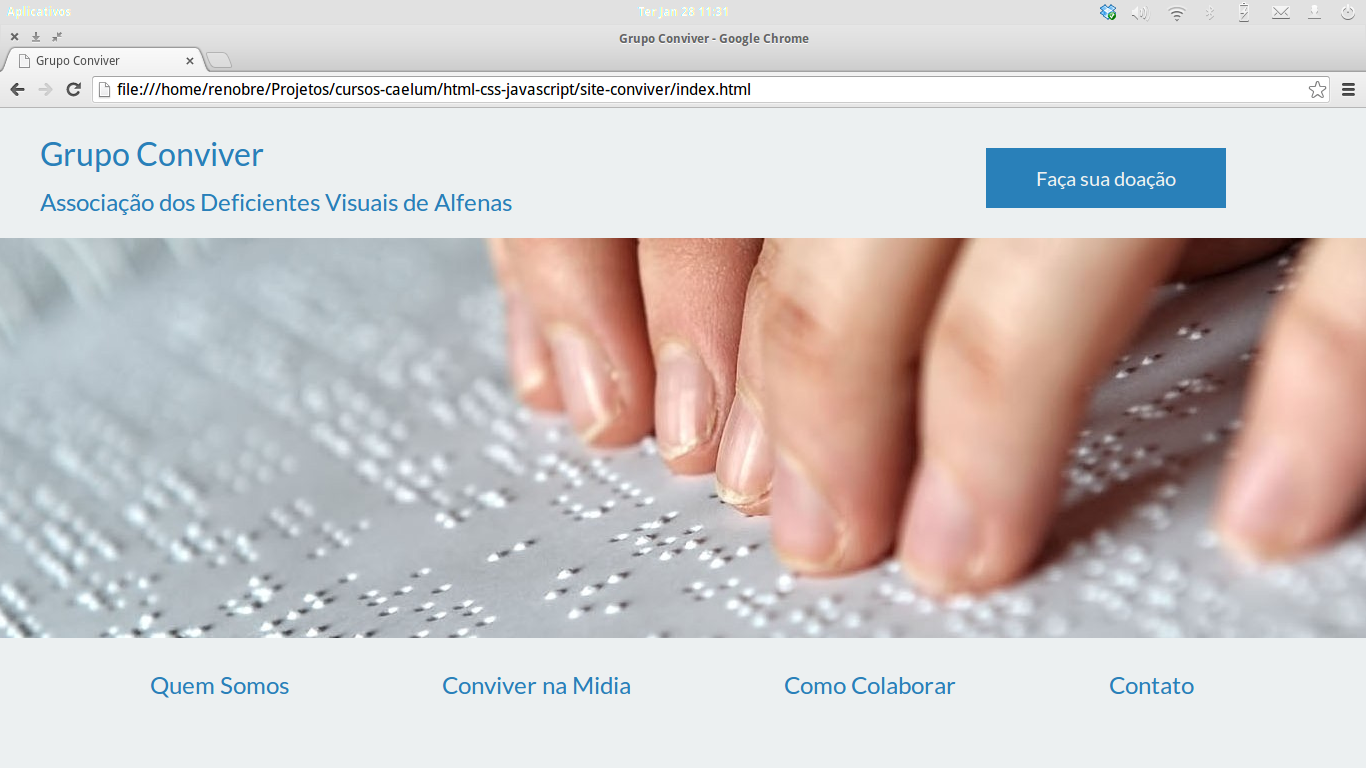 Aplicativos
Ter Jan 28 11:31
Grupo Conviver - Google Chrome
Grupo Conviver
file:///home/renobre/Projetos/cursos-caelum/html-css-javascript/site-conviver/index.html
Grupo Conviver
Faça sua doação
Associação dos Deficientes Visuais de Alfenas
Quem Somos
Conviver na Midia
Como Colaborar
Contato